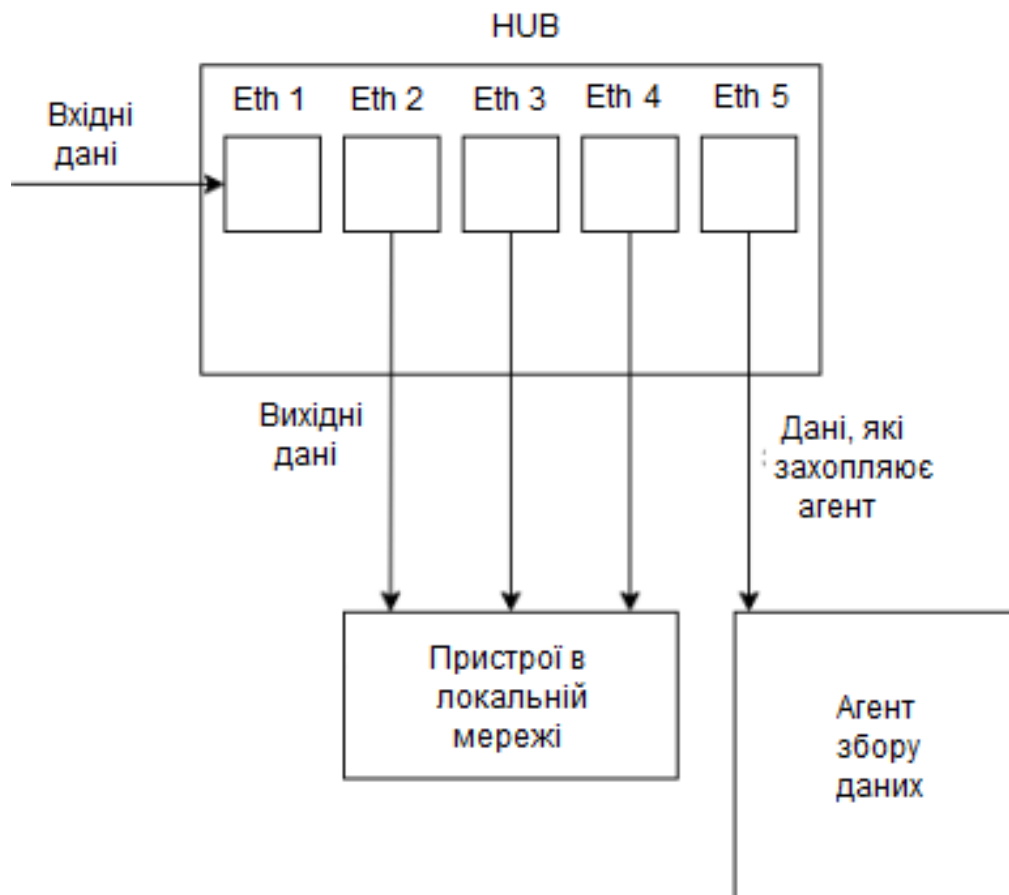 HUB
Eth 1
Eth 2
Eth 3
Eth 4
Eth 5
Вхідні
дані
Вихідні
дані
Дані, які
захопляює
агент
Пристрої в
локальній
мережі
Агент
збору
даних